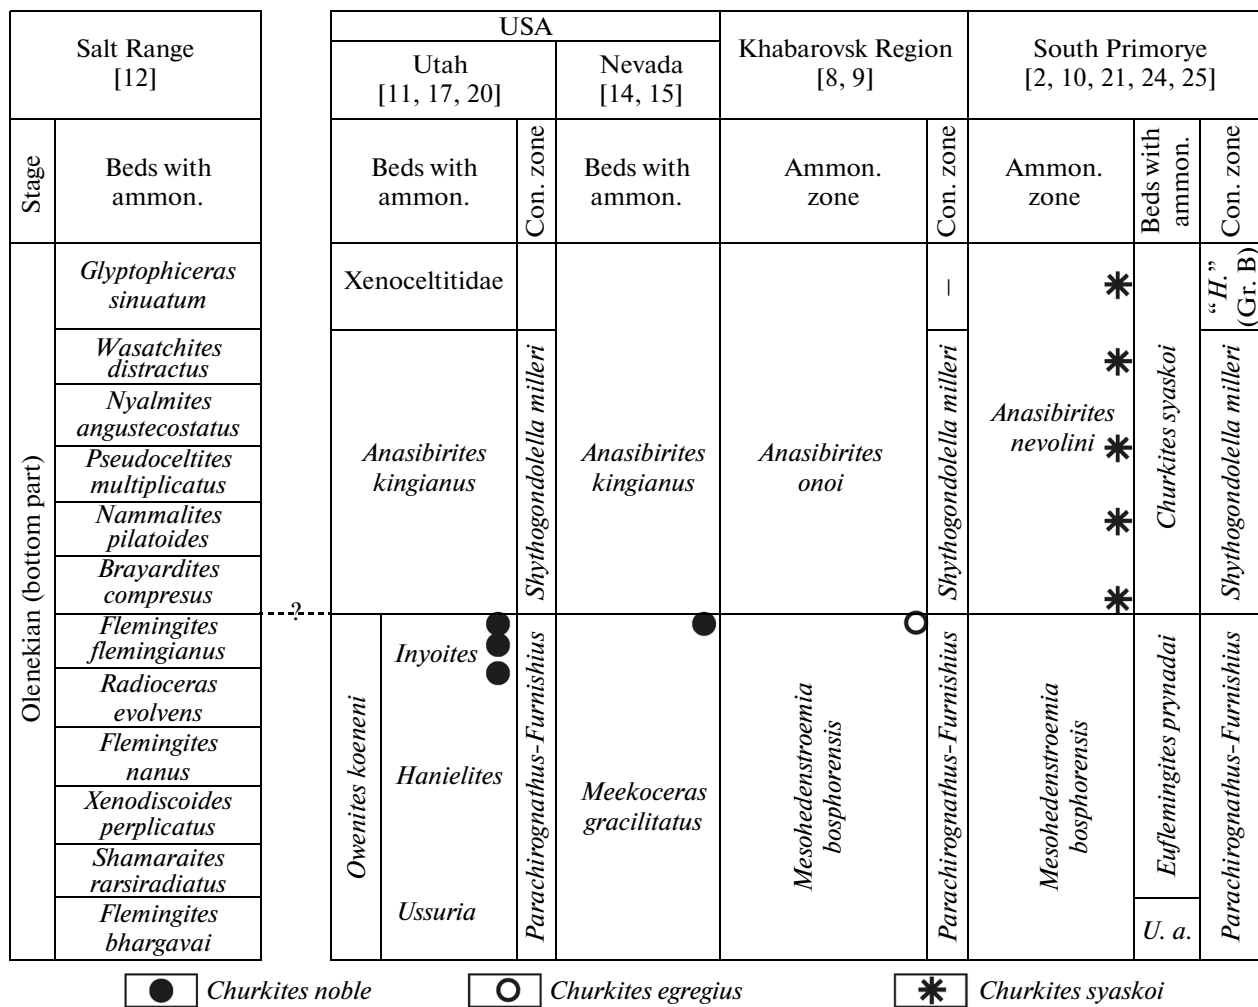 Salt Range
[12]
USA
Utah
[11, 17, 20]
Nevada
[14, 15]
Khabarovsk Region
[8, 9]
South Primorye
[2, 10, 21, 24, 25]
Stage
Beds with
ammon.
Beds with
ammon.
Con. zone
Beds with
ammon.
Ammon.
zone
Con. zone
Ammon.
zone
Beds with
ammon.
Con. zone
Olenekian (bottom part)
Glyptophiceras
sinuatum
Wasatchites
distractus
Nyalmites
angustecostatus
Pseudoceltites
multiplicatus
Nammalites
pilatoides
Brayardites
compresus
Flemingites
flemingianus
Radioceras
evolvens
Flemingites
nanus
Xenodiscoides
perplicatus
Shamaraites
rarsiradiatus
Flemingites
bhargavai
?
Xenoceltitidae
Anasibirites
kingianus
Owenites koeneni
Inyoites
Hanielites
Ussuria
Shythogondolella milleri
Parachirognathus-Furnishius
Anasibirites
kingianus
Meekoceras
gracilitatus
Anasibirites
onoi
Mesohedenstroemia
bosphorensis
–
Shythogondolella milleri
Parachirognathus-Furnishius
Anasibirites
nevolini
Mesohedenstroemia
bosphorensis
Churkites syaskoi
Euflemingites prynadai
U. a.
“H.”
(Gr. B)
Shythogondolella milleri
Parachirognathus-Furnishius
Churkites noble
Churkites egregius
Churkites syaskoi